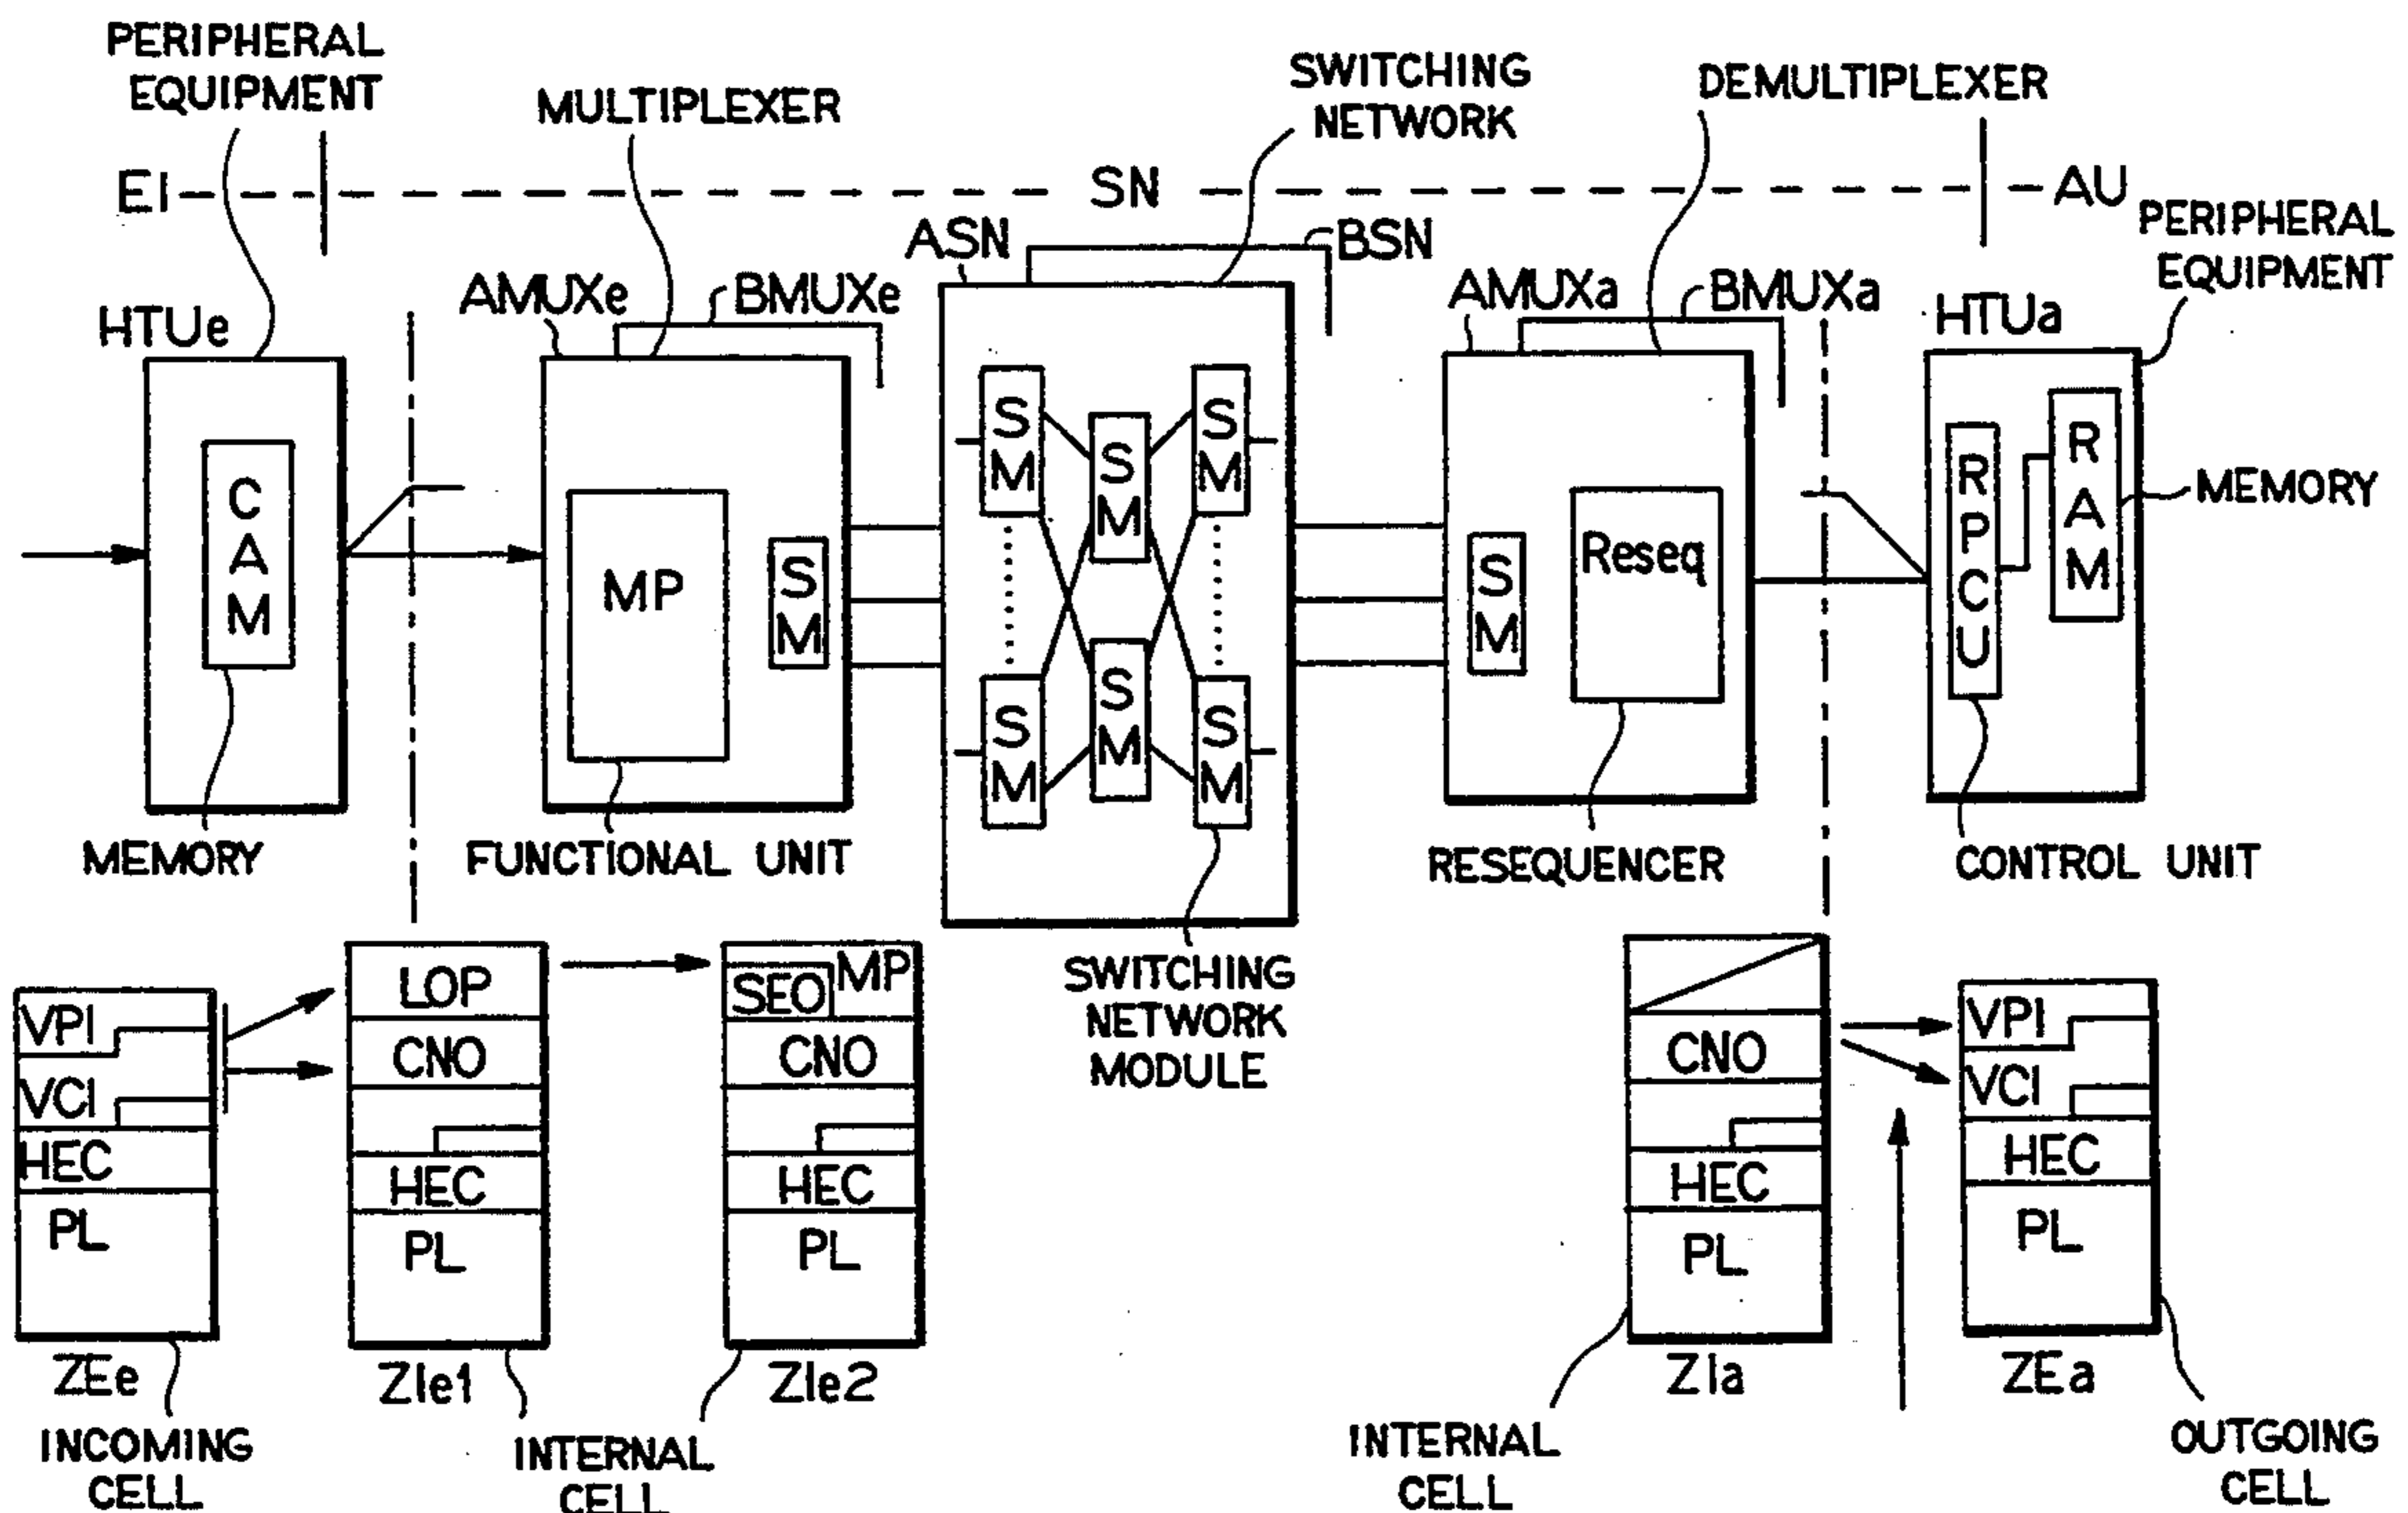 PERIPHERAL
EQUIPMENT
MULTIPLEXER
SWITCHING
NETWORK
DEMULTIPLEXER
EI
SN
AU
PERIPHERAL
EQUIPMENT
HTUe
AMUXe
BMUXe
ASN
BSN
AMUXa
BMUXa
HTUa
CAM
MP
SM
SM
SM
SM
SM
SM
SM
SM
Reseq
RPCU
RAM
MEMORY
MEMORY
FUNCTIONAL UNIT
SWITCHING
NETWORK
MODULE
RESEQUENCER
CONTROL UNIT
VPI
VCI
HEC
PL
ZEe
INCOMING
CELL
LOP
CNO
HEC
PL
ZIe1
SEO
MP
CNO
HEC
PL
ZIe2
INTERNAL
CELL
CNO
HEC
PL
ZIa
INTERNAL
CELL
VPI
VCI
HEC
PL
ZEa
OUTGOING
CELL